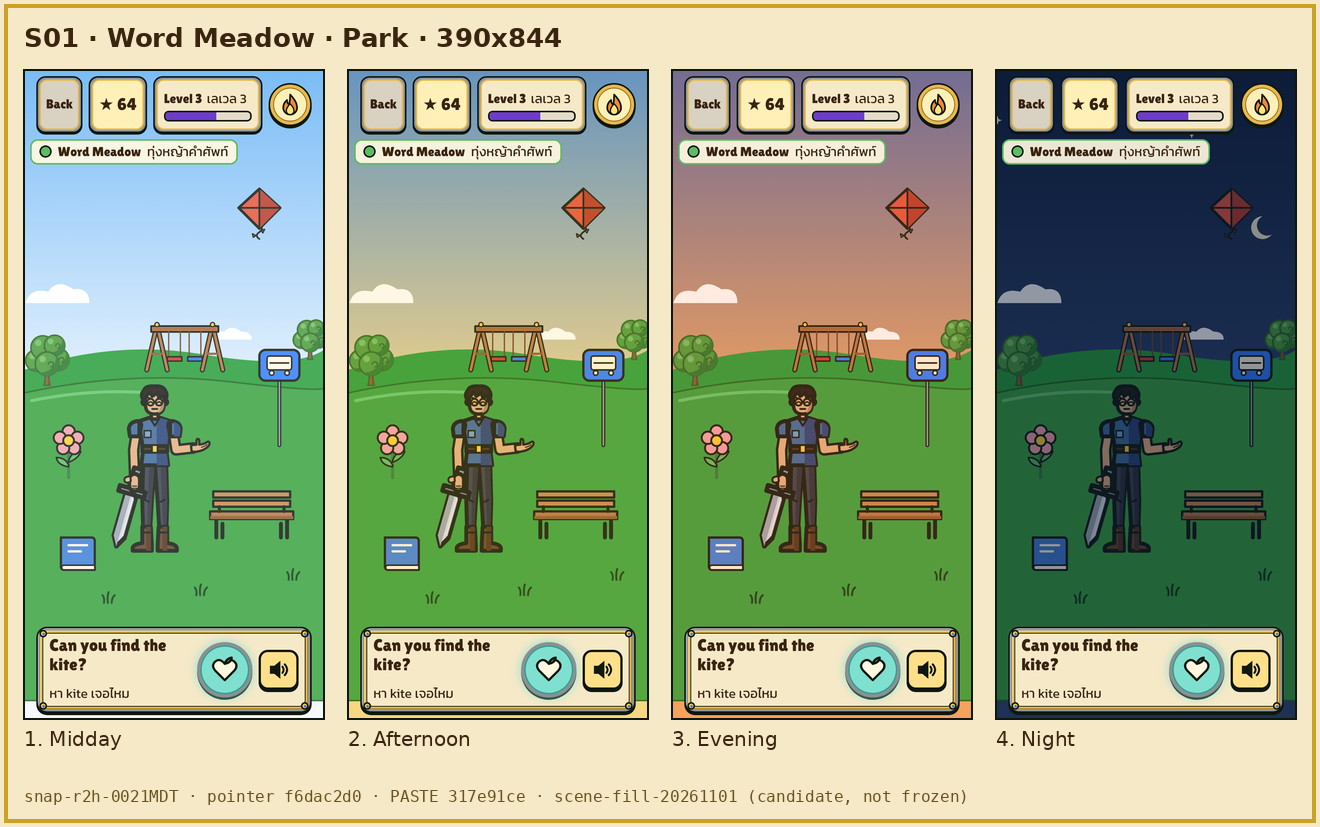 S01 · Word Meadow · Park · 390x844
Back
★ 64
Level 3 เลเวล 3
Word Meadow ทุ่งหญ้าคำศัพท์
Can you find the
kite?
หา kite เจอไหม
1. Midday
Back
★ 64
Level 3 เลเวล 3
Word Meadow ทุ่งหญ้าคำศัพท์
Can you find the
kite?
หา kite เจอไหม
2. Afternoon
Back
★ 64
Level 3 เลเวล 3
Word Meadow ทุ่งหญ้าคำศัพท์
Can you find the
kite?
หา kite เจอไหม
3. Evening
Back
★ 64
Level 3 เลเวล 3
Word Meadow ทุ่งหญ้าคำศัพท์
Can you find the
kite?
หา kite เจอไหม
4. Night
snap-r2h-0021MDT · pointer f6dac2d0 · PASTE 317e91ce · scene-fill-20261101 (candidate, not frozen)